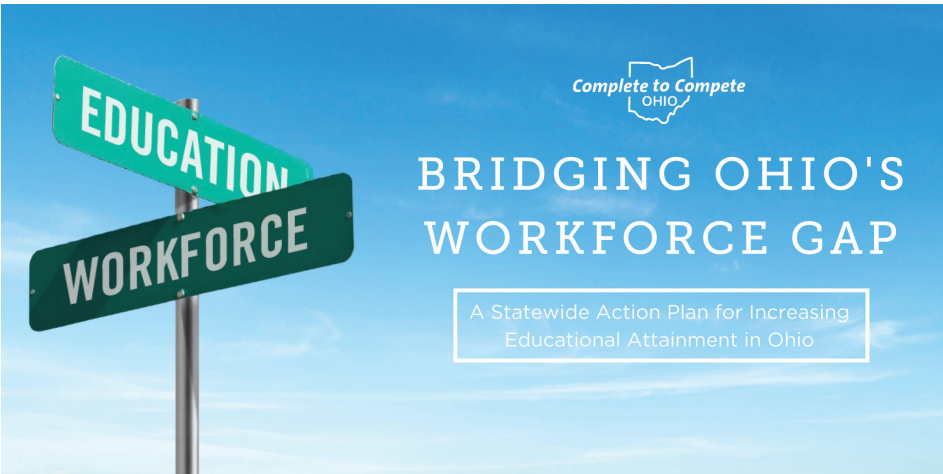 EDUCATION
WORKFORCE
Complete to Compete
OHIO
BRIDGING OHIO'S
WORKFORCE GAP
A Statewide Action Plan for Increasing
Educational Attainment in Ohio